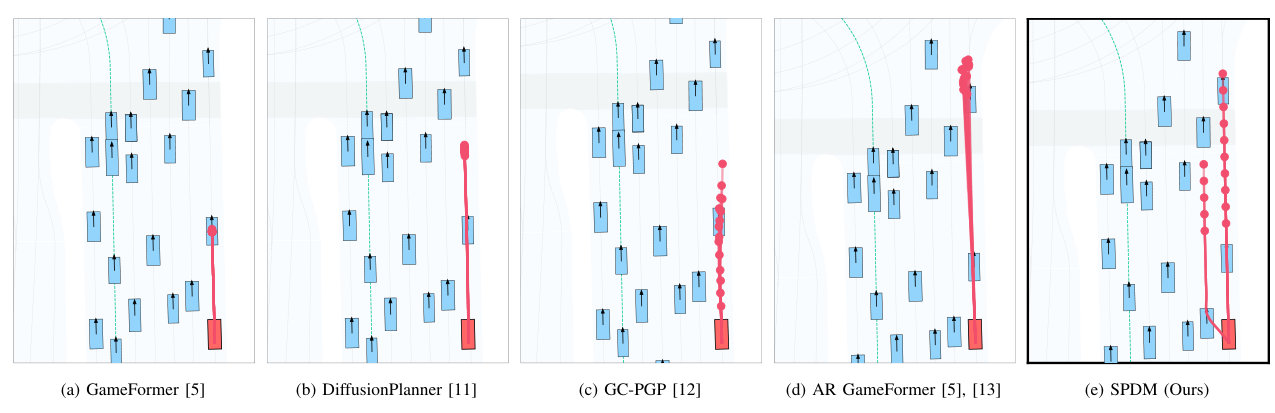 (a) GameFormer [5]
(b) DiffusionPlanner [11]
(c) GC-PGP [12]
(d) AR GameFormer [5], [13]
(e) SPDM (Ours)